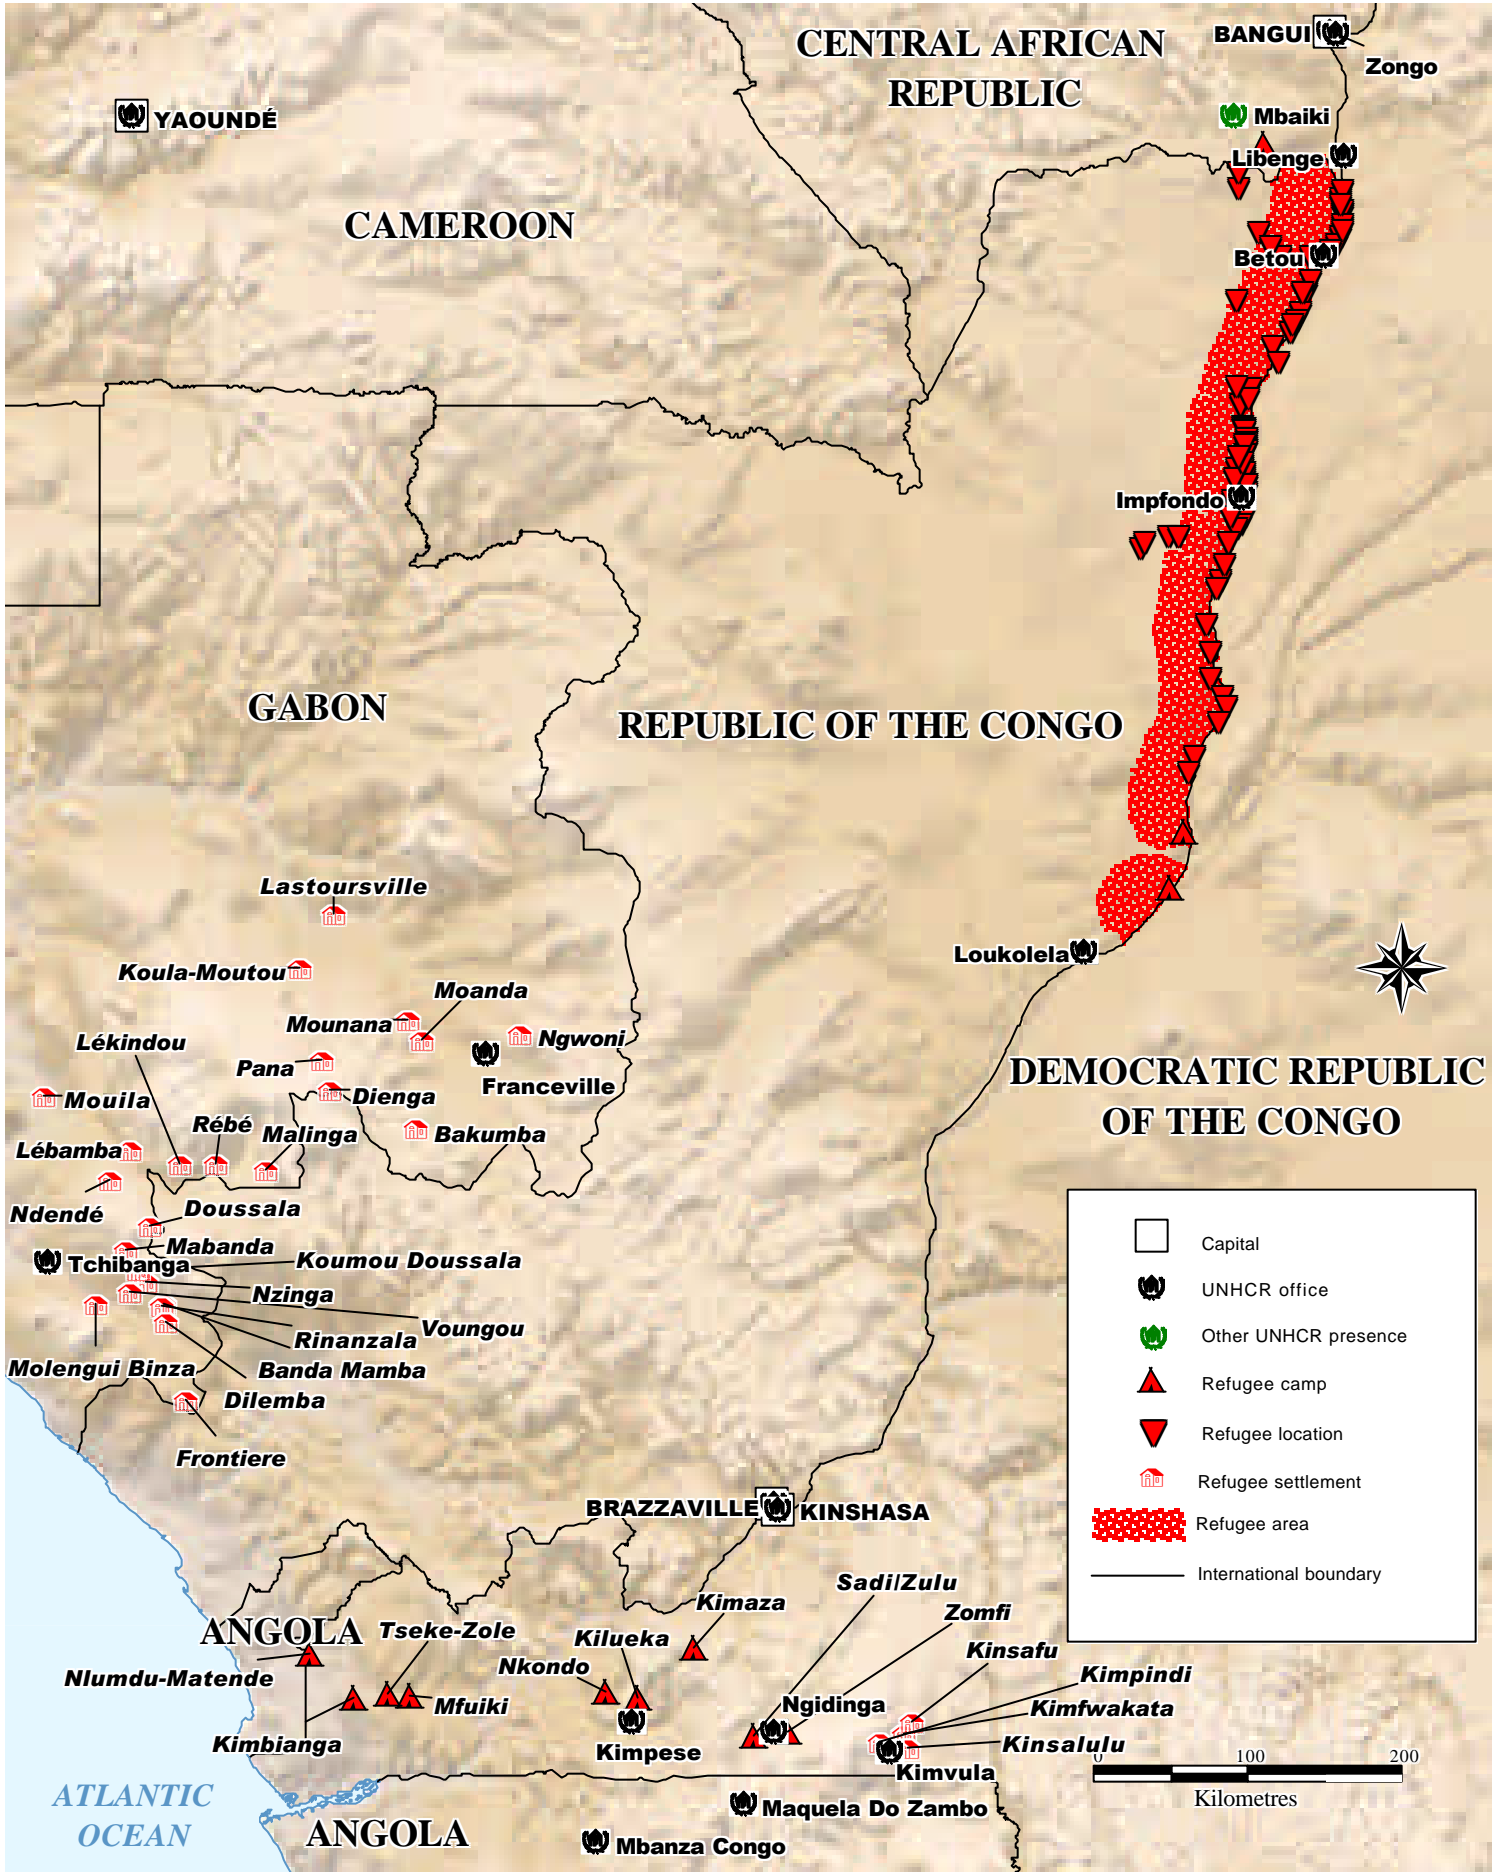 CENTRAL AFRICAN
REPUBLIC
BANGUI
Zongo
YAOUNDÉ
Mbaiki
Libenge
CAMEROON
Betou
Impfondo
GABON
REPUBLIC OF THE CONGO
Lastoursville
Loukolela
Koula-Moutou
Moanda
Mounana
Ngwoni
Lékindou
Pana
Franceville
DEMOCRATIC REPUBLIC
OF THE CONGO
Mouila
Dienga
Rébé
Malinga
Bakumba
Lébamba
Ndendé
Doussala
Mabanda
Tchibanga
Koumou Doussala
Nzinga
Voungou
Rinanzala
Molengui Binza
Banda Mamba
Dilemba
Frontiere
Capital
UNHCR office
Other UNHCR presence
Refugee camp
Refugee location
Refugee settlement
Refugee area
International boundary
BRAZZAVILLE
KINSHASA
Sadi/Zulu
Kimaza
Zomfi
ANGOLA
Tseke-Zole
Kilueka
Kinsafu
Nlumdu-Matende
Nkondo
Kimpindi
Mfuiki
Ngidinga
Kimfwakata
Kimbianga
Kimpese
Kinsalulu
Kimvula
0 100 200
Kilometres
ATLANTIC
OCEAN
ANGOLA
Maquela Do Zambo
Mbanza Congo